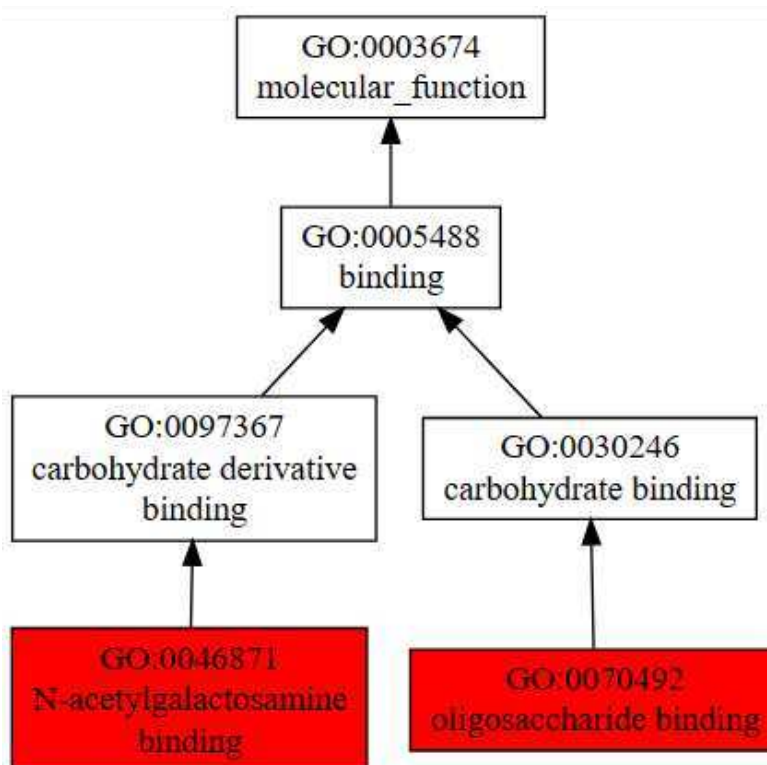 GO:0003674
molecular_function
GO:0005488
binding
GO:0097367
carbohydrate derivative
binding
GO:0030246
carbohydrate binding
GO:0046871
N-acetylgalactosamine
binding
GO:0070492
oligosaccharide binding